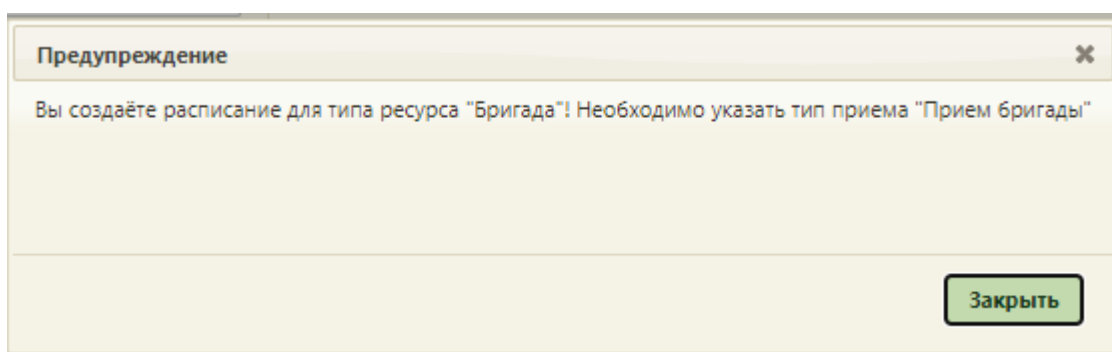 Предупреждение
Вы создаёте расписание для типа ресурса "Бригада"! Необходимо указать тип приема "Прием бригады"
Закрыть